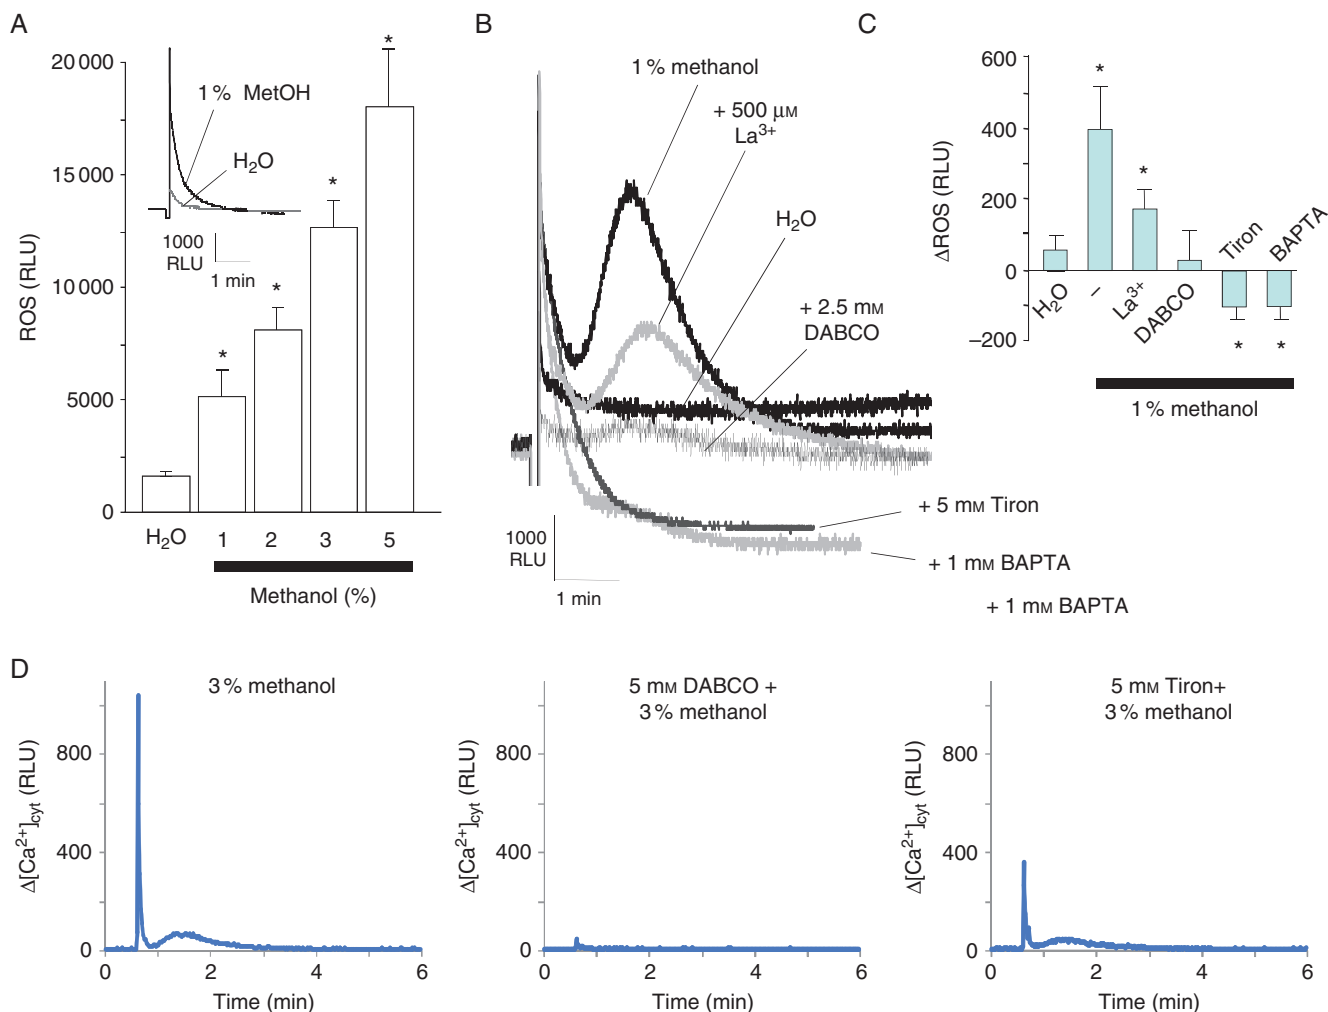 A
20 000
15 000
10 000
5000
0
ROS (RLU)
1 % MetOH
H₂O
1000
RLU
1 min
*
*
*
*
H₂O
1
2
3
5
Methanol (%)
B
1 % methanol
+ 500 μM
La³⁺
H₂O
+ 2.5 mM
DABCO
+ 5 mM Tiron
+ 1 mM BAPTA
+ 1 mM BAPTA
1000
RLU
1 min
C
600
400
200
0
–200
ΔROS (RLU)
*
*
Tiron
BAPTA
H₂O
–
La³⁺
DABCO
*
*
1 % methanol
D
3 % methanol
800
400
0
Δ[Ca²⁺]cyt (RLU)
0
2
4
6
Time (min)
5 mM DABCO +
3 % methanol
800
400
0
Δ[Ca²⁺]cyt (RLU)
0
2
4
6
Time (min)
5 mM Tiron+
3 % methanol
800
400
0
Δ[Ca²⁺]cyt (RLU)
0
2
4
6
Time (min)